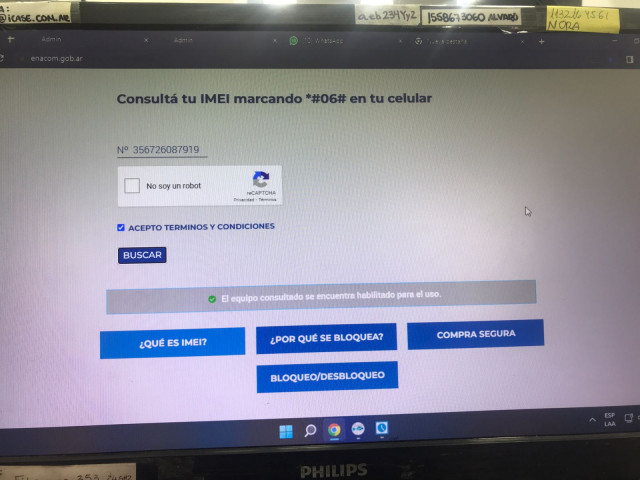 @iCASE.COM.AR
1558673060 ALVARO
NORA
Admin
Admin
enacom.gob.ar
Consultá tu IMEI marcando *#06# en tu celular
Nº 356726087919
No soy un robot
reCAPTCHA
Privacidad - Términos
ACEPTO TERMINOS Y CONDICIONES
BUSCAR
El equipo consultado se encuentra habilitado para el uso.
¿QUÉ ES IMEI?
¿POR QUÉ SE BLOQUEA?
COMPRA SEGURA
BLOQUEO/DESBLOQUEO
ESP
LAA
PHILIPS